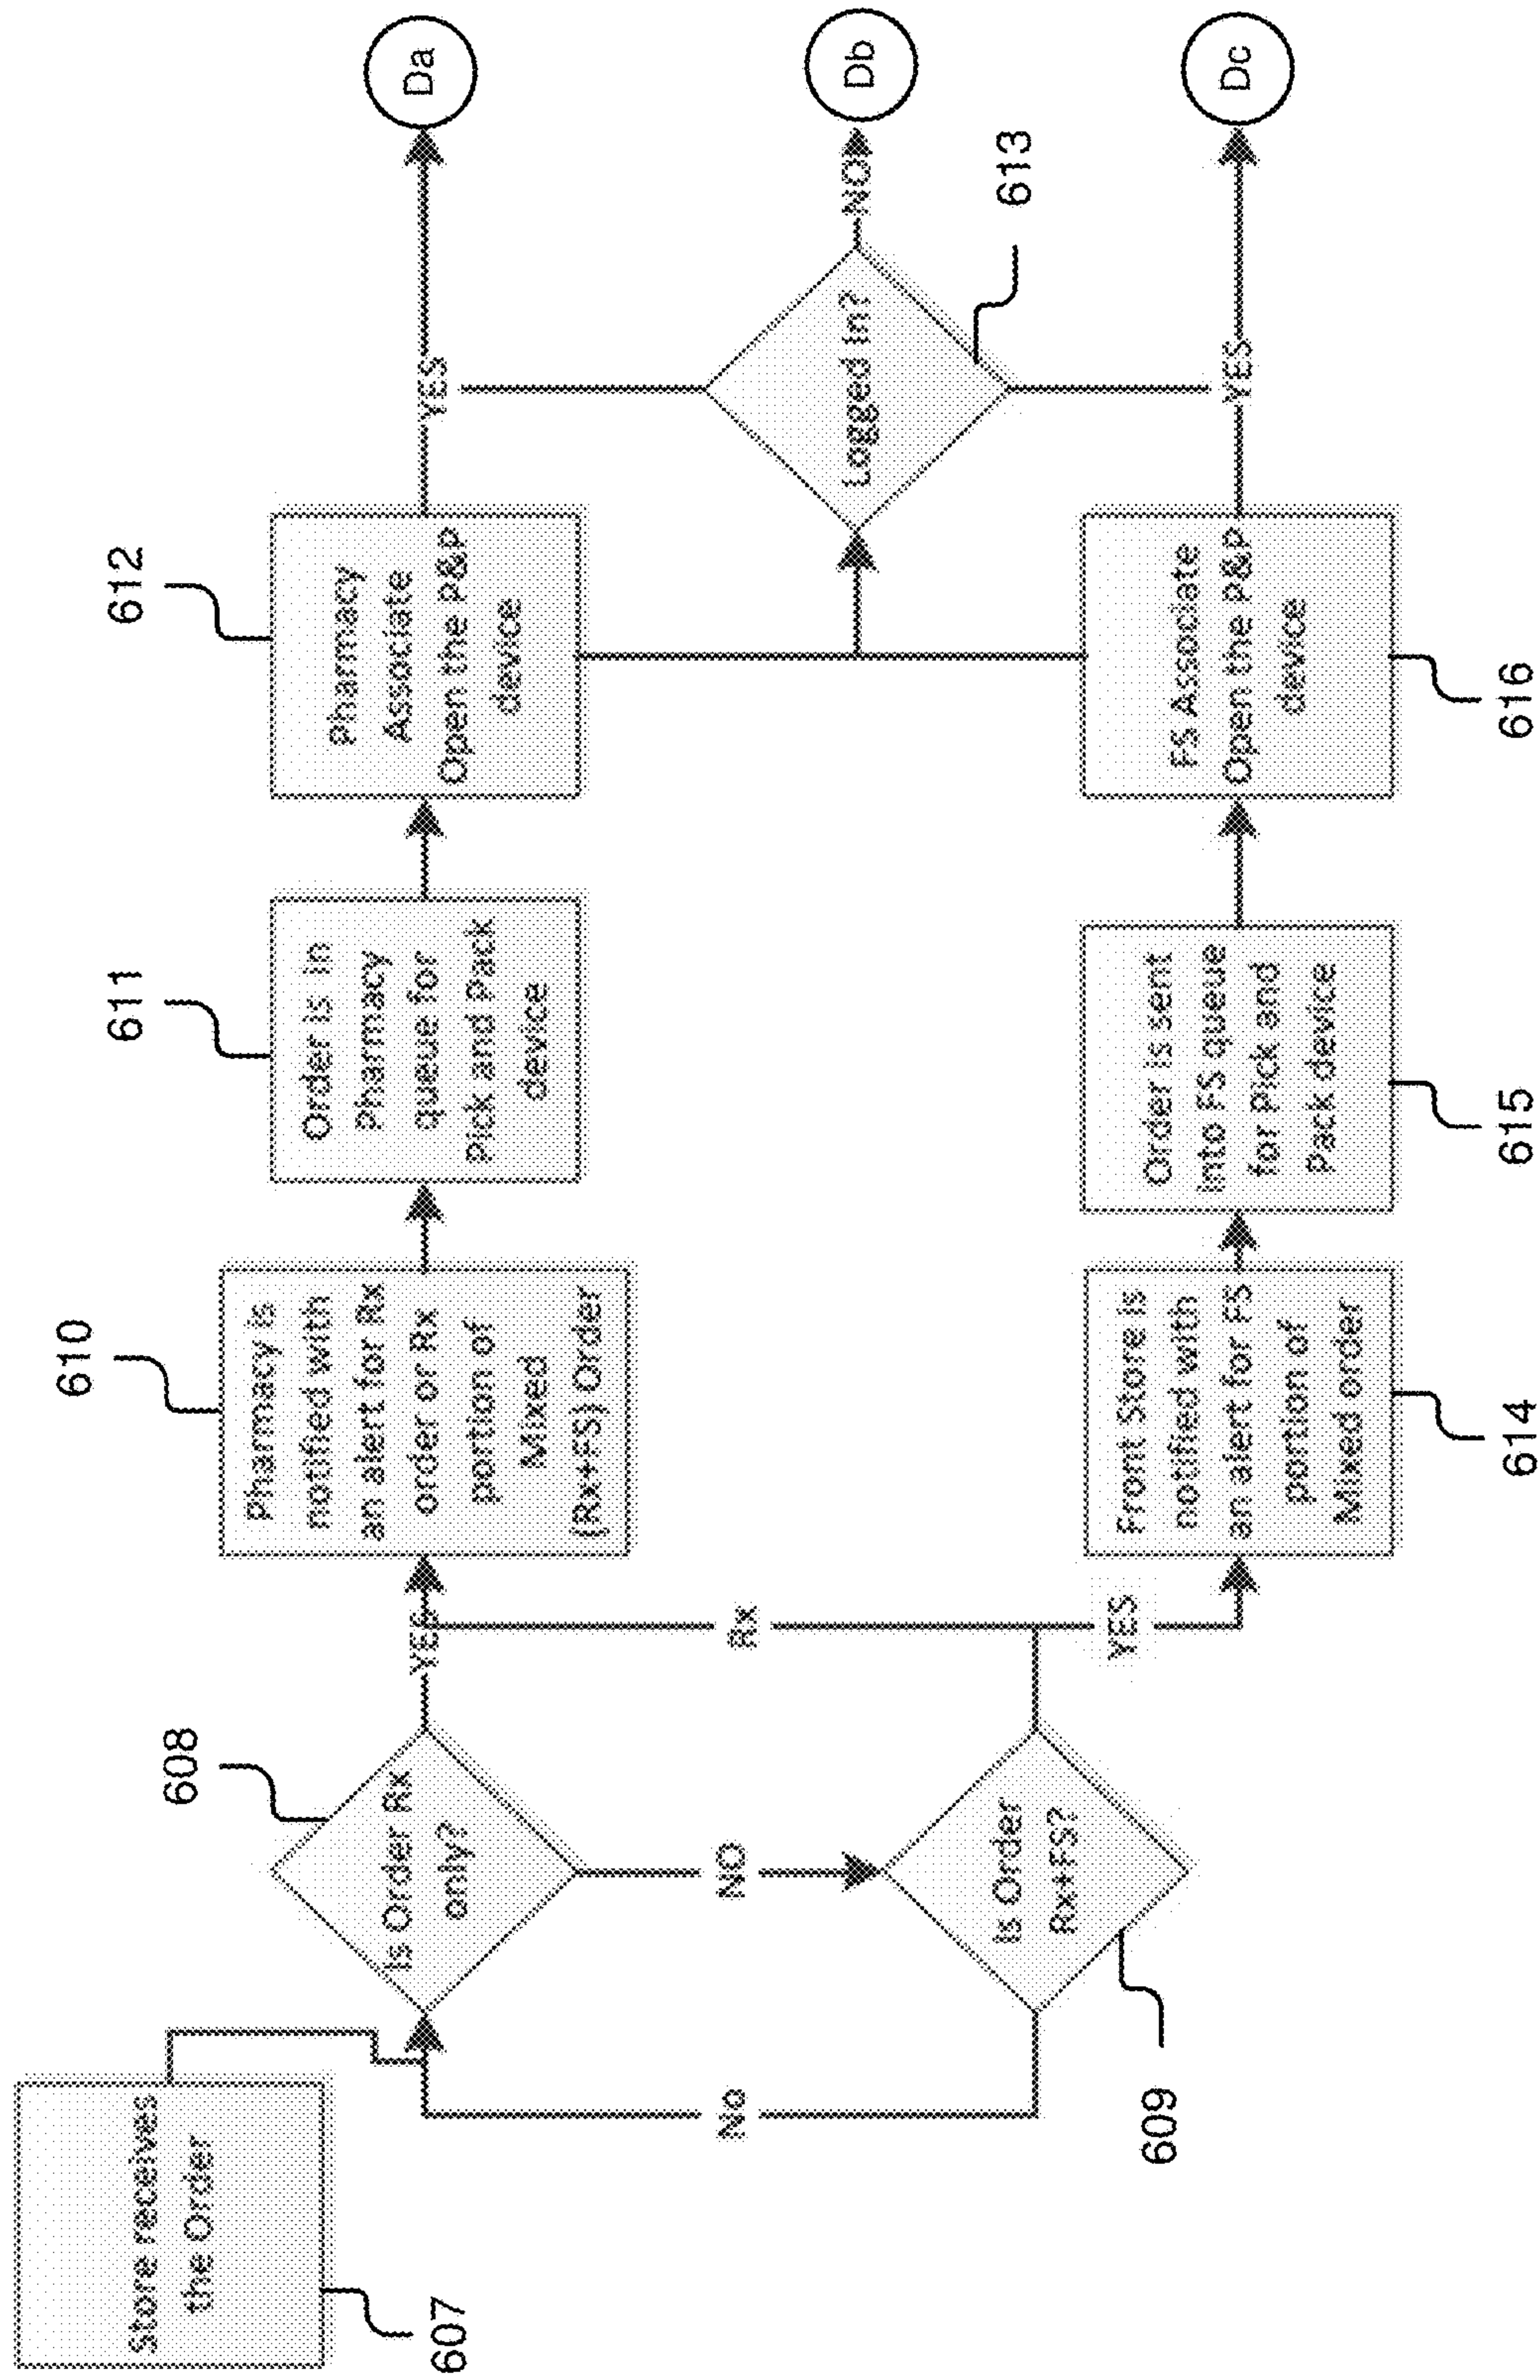 Store receives
the Order
607
Is Order Rx
only?
608
YES
NO
Is Order
Rx+FS?
609
No
Rx
YES
Pharmacy is
notified with
an alert for Rx
order or Rx
portion of
Mixed
(Rx+FS) Order
610
Order is in
Pharmacy
queue for
Pick and Pack
device
611
Pharmacy
Associate
Open the P&P
device
612
YES
Da
Logged in?
613
NO
Db
Front Store is
notified with
an alert for FS
portion of
Mixed order
614
Order is sent
into FS queue
for Pick and
Pack device
615
FS Associate
Open the P&P
device
616
YES
Dc